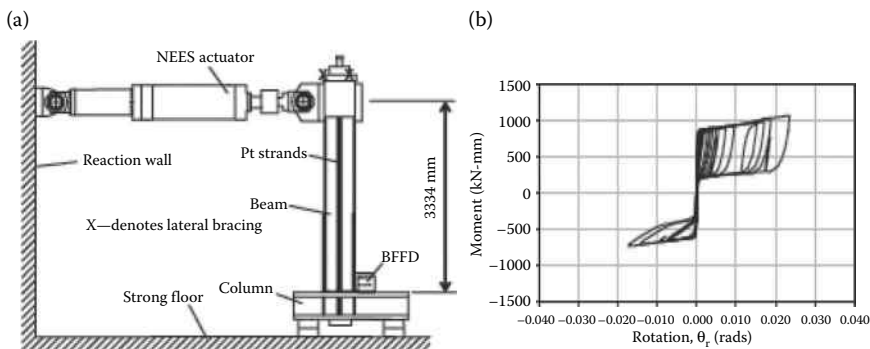 (a)
NEES actuator
Reaction wall
Pt strands
Beam
X—denotes lateral bracing
3334 mm
BFFD
Column
Strong floor
(b)
Moment (kN-mm)
1500
1000
500
0
−500
−1000
−1500
−0.040 −0.030 −0.010 0.000 0.010 0.020 0.030 0.040
Rotation, θr (rads)